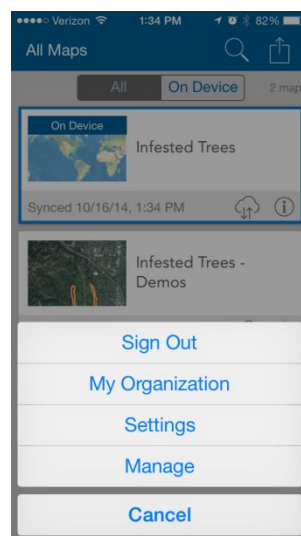 Verizon 1:34 PM 82%
All Maps
All On Device 2 map
On Device
Infested Trees
Synced 10/16/14, 1:34 PM
Infested Trees -
Demos
Sign Out
My Organization
Settings
Manage
Cancel